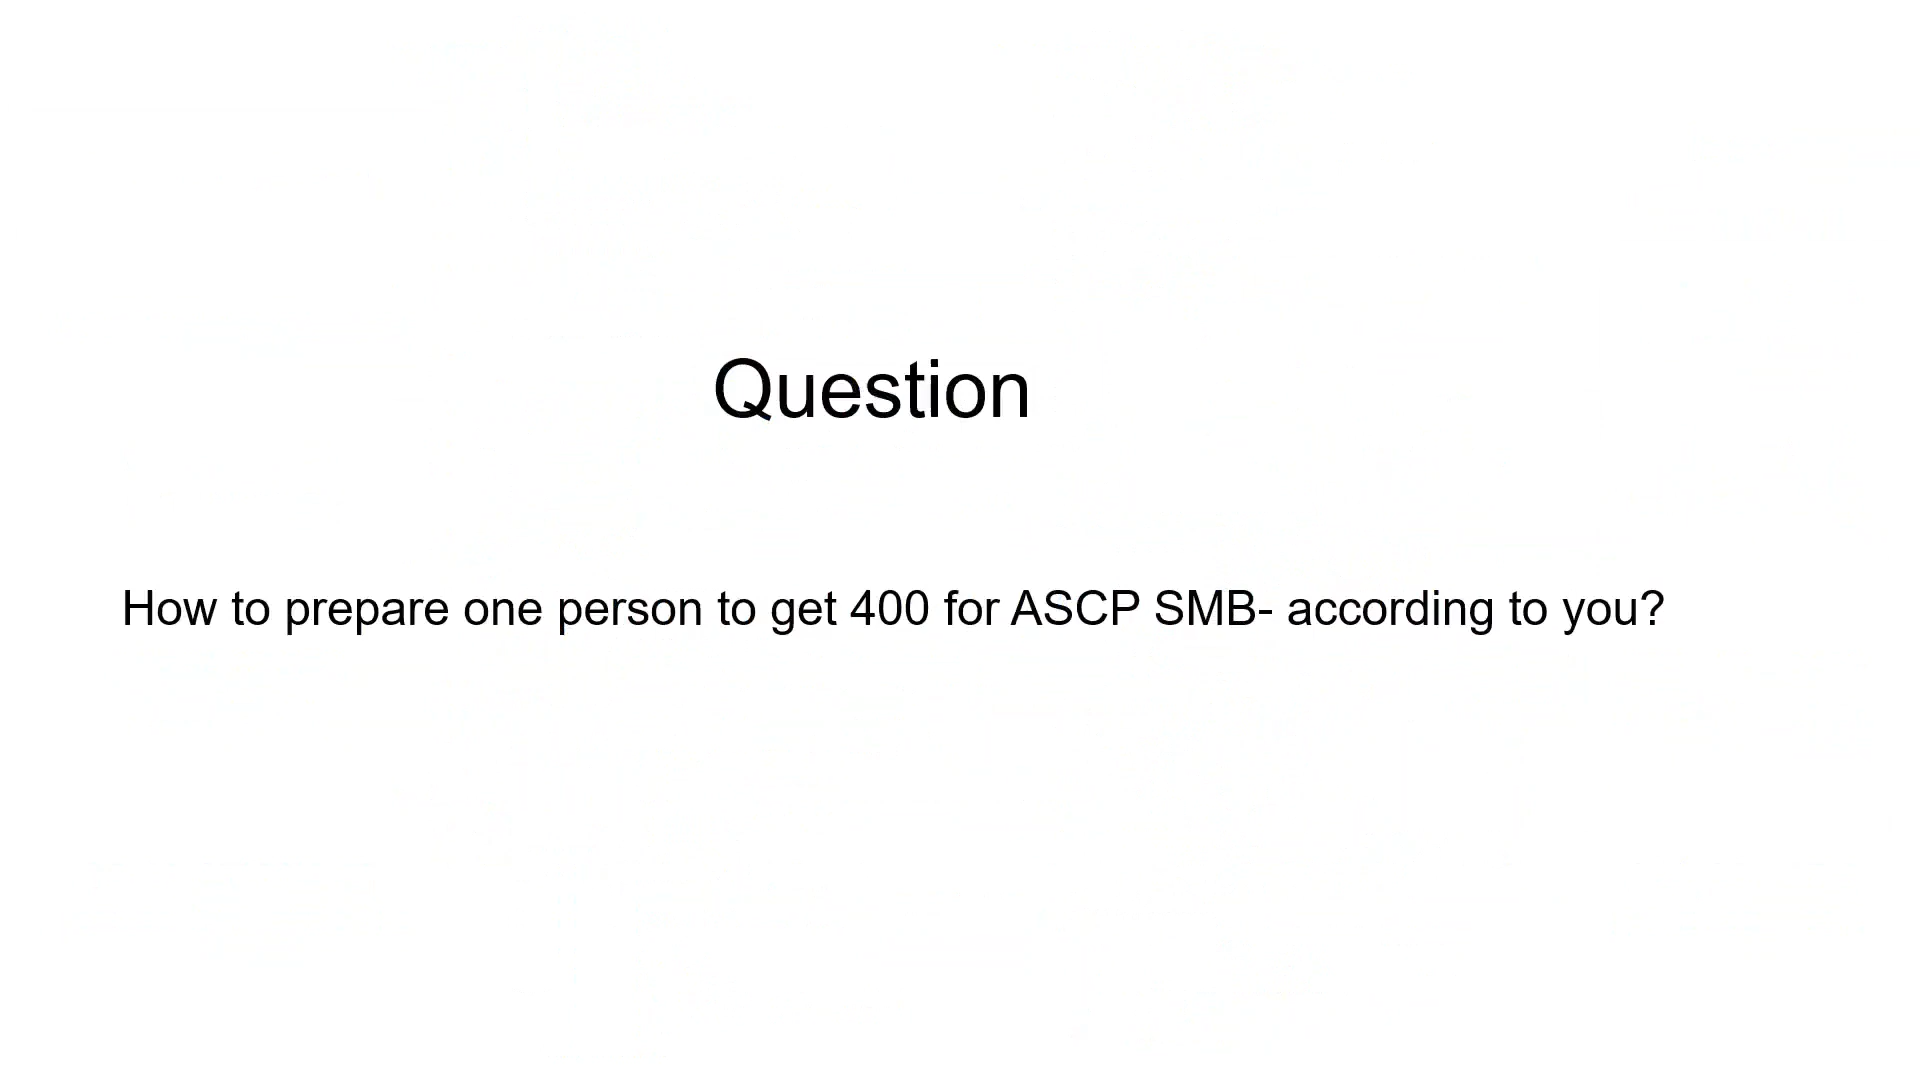 Question
How to prepare one person to get 400 for ASCP SMB- according to you?